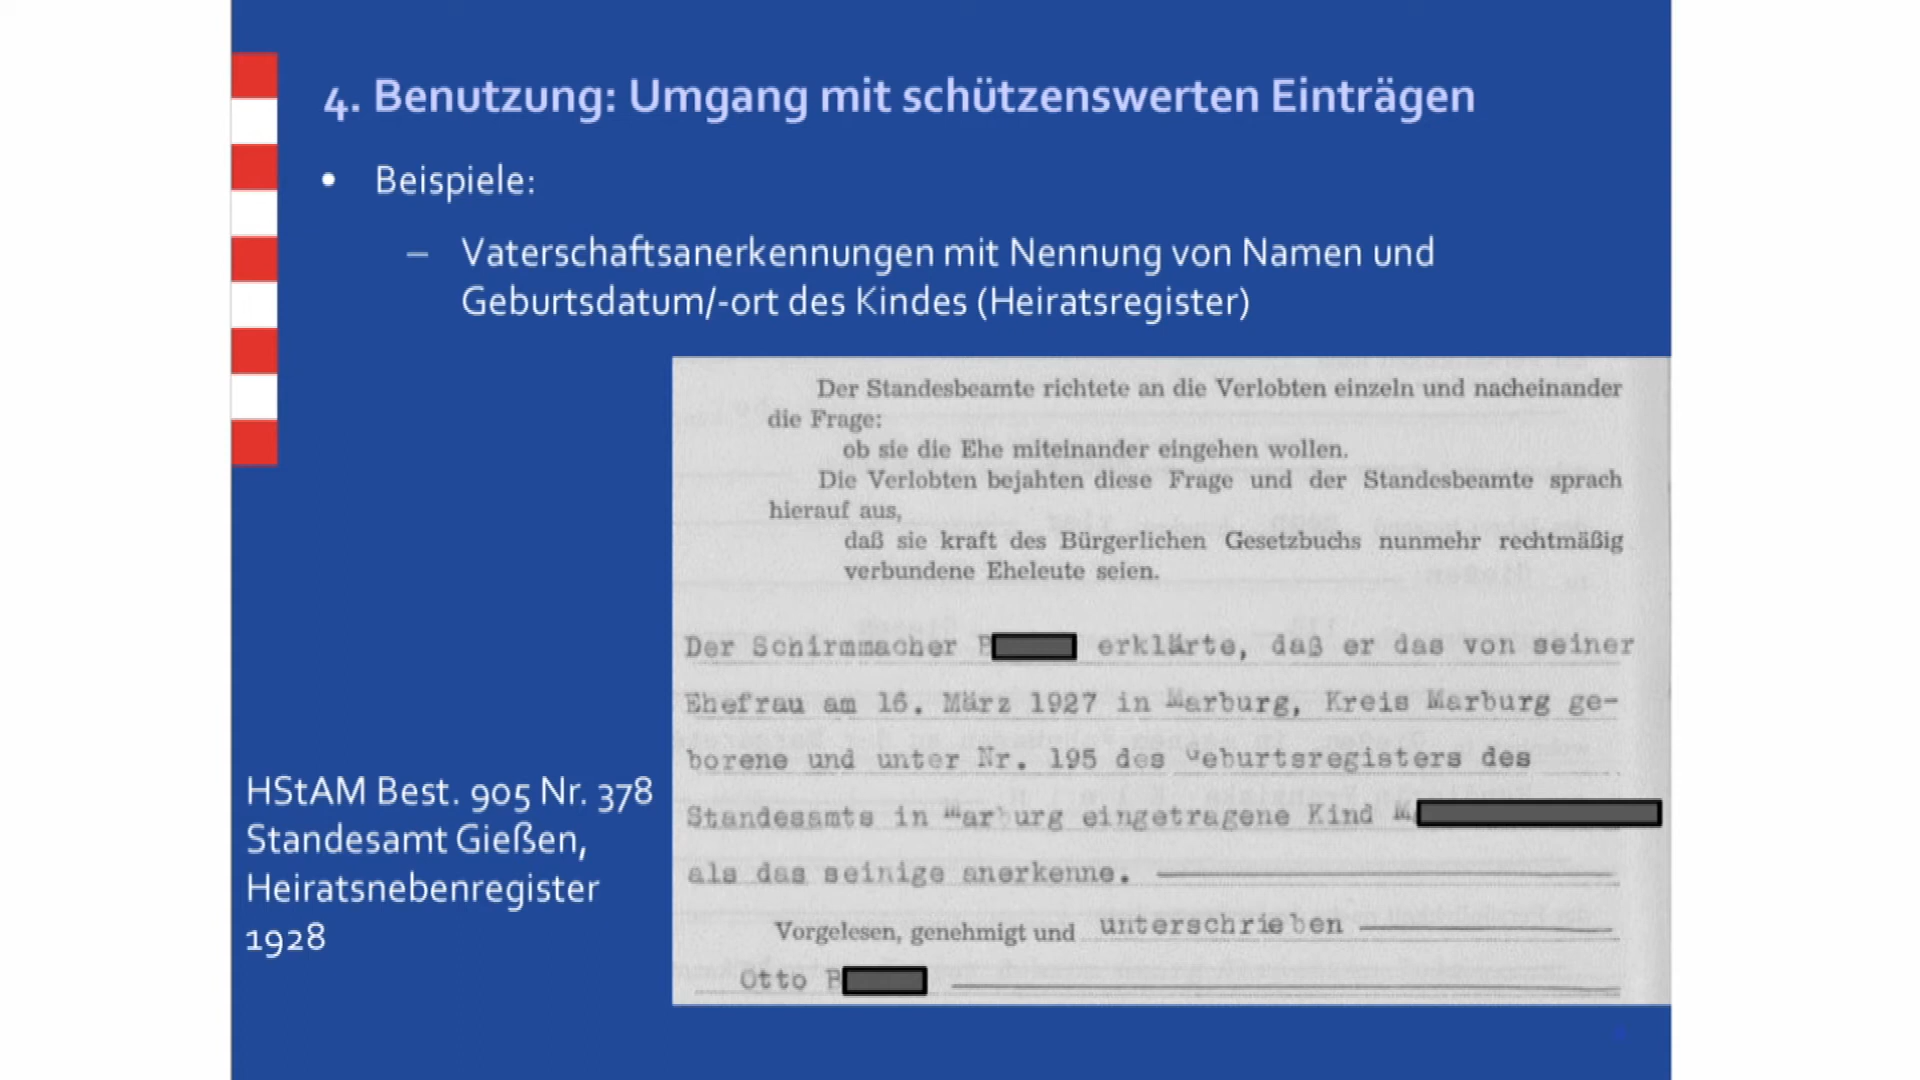 4. Benutzung: Umgang mit schützenswerten Einträgen
• Beispiele:
– Vaterschaftsanerkennungen mit Nennung von Namen und
Geburtsdatum/-ort des Kindes (Heiratsregister)
Der Standesbeamte richtete an die Verlobten einzeln und nacheinander
die Frage:
ob sie die Ehe miteinander eingehen wollen.
Die Verlobten bejahten diese Frage und der Standesbeamte sprach
hierauf aus,
daß sie kraft des Bürgerlichen Gesetzbuchs nunmehr rechtmäßig
verbundene Eheleute seien.
Der Schirmmacher erklärte, daß er das von seiner
Ehefrau am 16. März 1927 in Marburg, Kreis Marburg ge-
borene und unter Nr. 195 des Geburtsregisters des
Standesamts in Marburg eingetragene Kind M
als das seinige anerkenne.
Vorgelesen, genehmigt und unterschrieben
Otto B
HStAM Best. 905 Nr. 378
Standesamt Gießen,
Heiratsnebenregister
1928